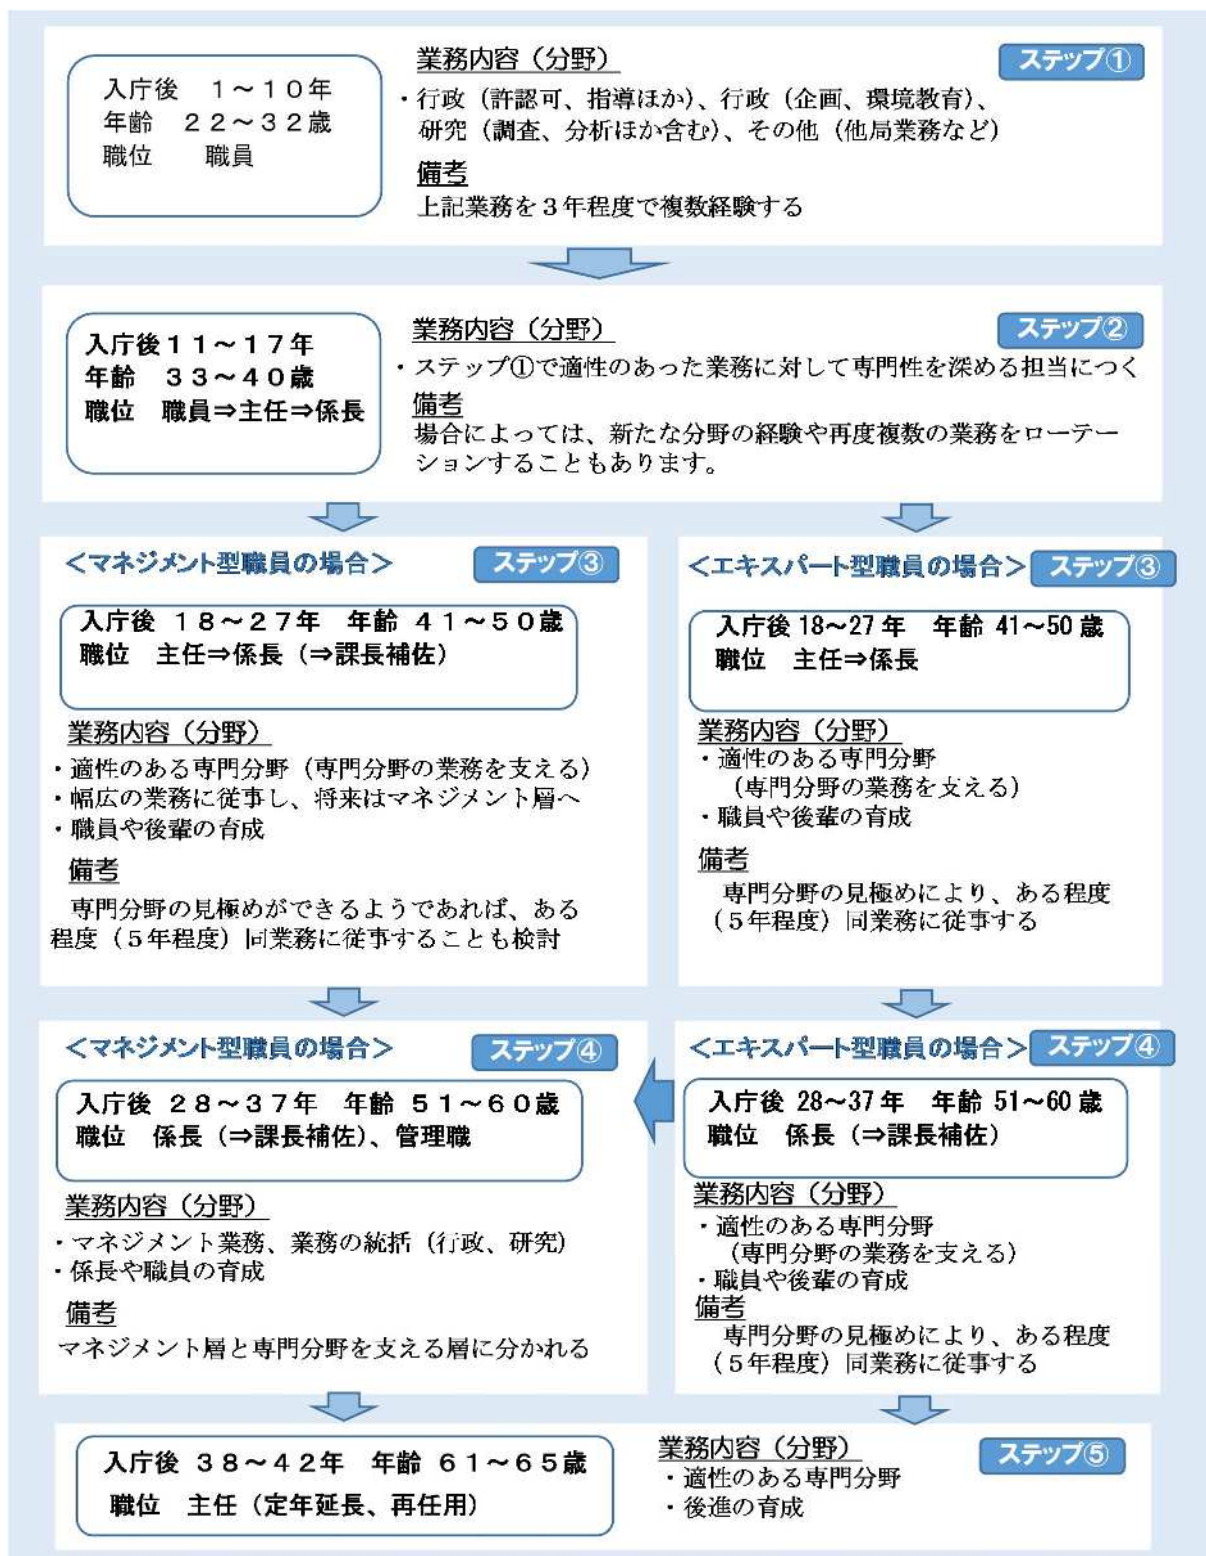 ステップ①
入庁後 1~10年
年齢 22~32歳
職位 職員
業務内容(分野)
・行政(許認可、指導ほか)、行政(企画、環境教育)、
研究(調査、分析ほか含む)、その他(他局業務など)
備考
上記業務を3年程度で複数経験する
ステップ②
入庁後11~17年
年齢 33~40歳
職位 職員⇒主任⇒係長
業務内容(分野)
・ステップ①で適性のあった業務に対して専門性を深める担当につく
備考
場合によっては、新たな分野の経験や再度複数の業務をローテー
ションすることもあります。
<マネジメント型職員の場合>
ステップ③
入庁後 18~27年 年齢 41~50歳
職位 主任⇒係長(⇒課長補佐)
業務内容(分野)
・適性のある専門分野(専門分野の業務を支える)
・幅広の業務に従事し、将来はマネジメント層へ
・職員や後輩の育成
備考
専門分野の見極めができるようであれば、ある
程度(5年程度)同業務に従事することも検討
<エキスパート型職員の場合>
ステップ③
入庁後 18~27年 年齢 41~50歳
職位 主任⇒係長
業務内容(分野)
・適性のある専門分野
(専門分野の業務を支える)
・職員や後輩の育成
備考
専門分野の見極めにより、ある程度
(5年程度)同業務に従事する
<マネジメント型職員の場合>
ステップ④
入庁後 28~37年 年齢 51~60歳
職位 係長(⇒課長補佐)、管理職
業務内容(分野)
・マネジメント業務、業務の統括(行政、研究)
・係長や職員の育成
備考
マネジメント層と専門分野を支える層に分かれる
<エキスパート型職員の場合>
ステップ④
入庁後 28~37年 年齢 51~60歳
職位 係長(⇒課長補佐)
業務内容(分野)
・適性のある専門分野
(専門分野の業務を支える)
・職員や後輩の育成
備考
専門分野の見極めにより、ある程度
(5年程度)同業務に従事する
入庁後 38~42年 年齢 61~65歳
職位 主任(定年延長、再任用)
業務内容(分野)
・適性のある専門分野
・後進の育成
ステップ⑤